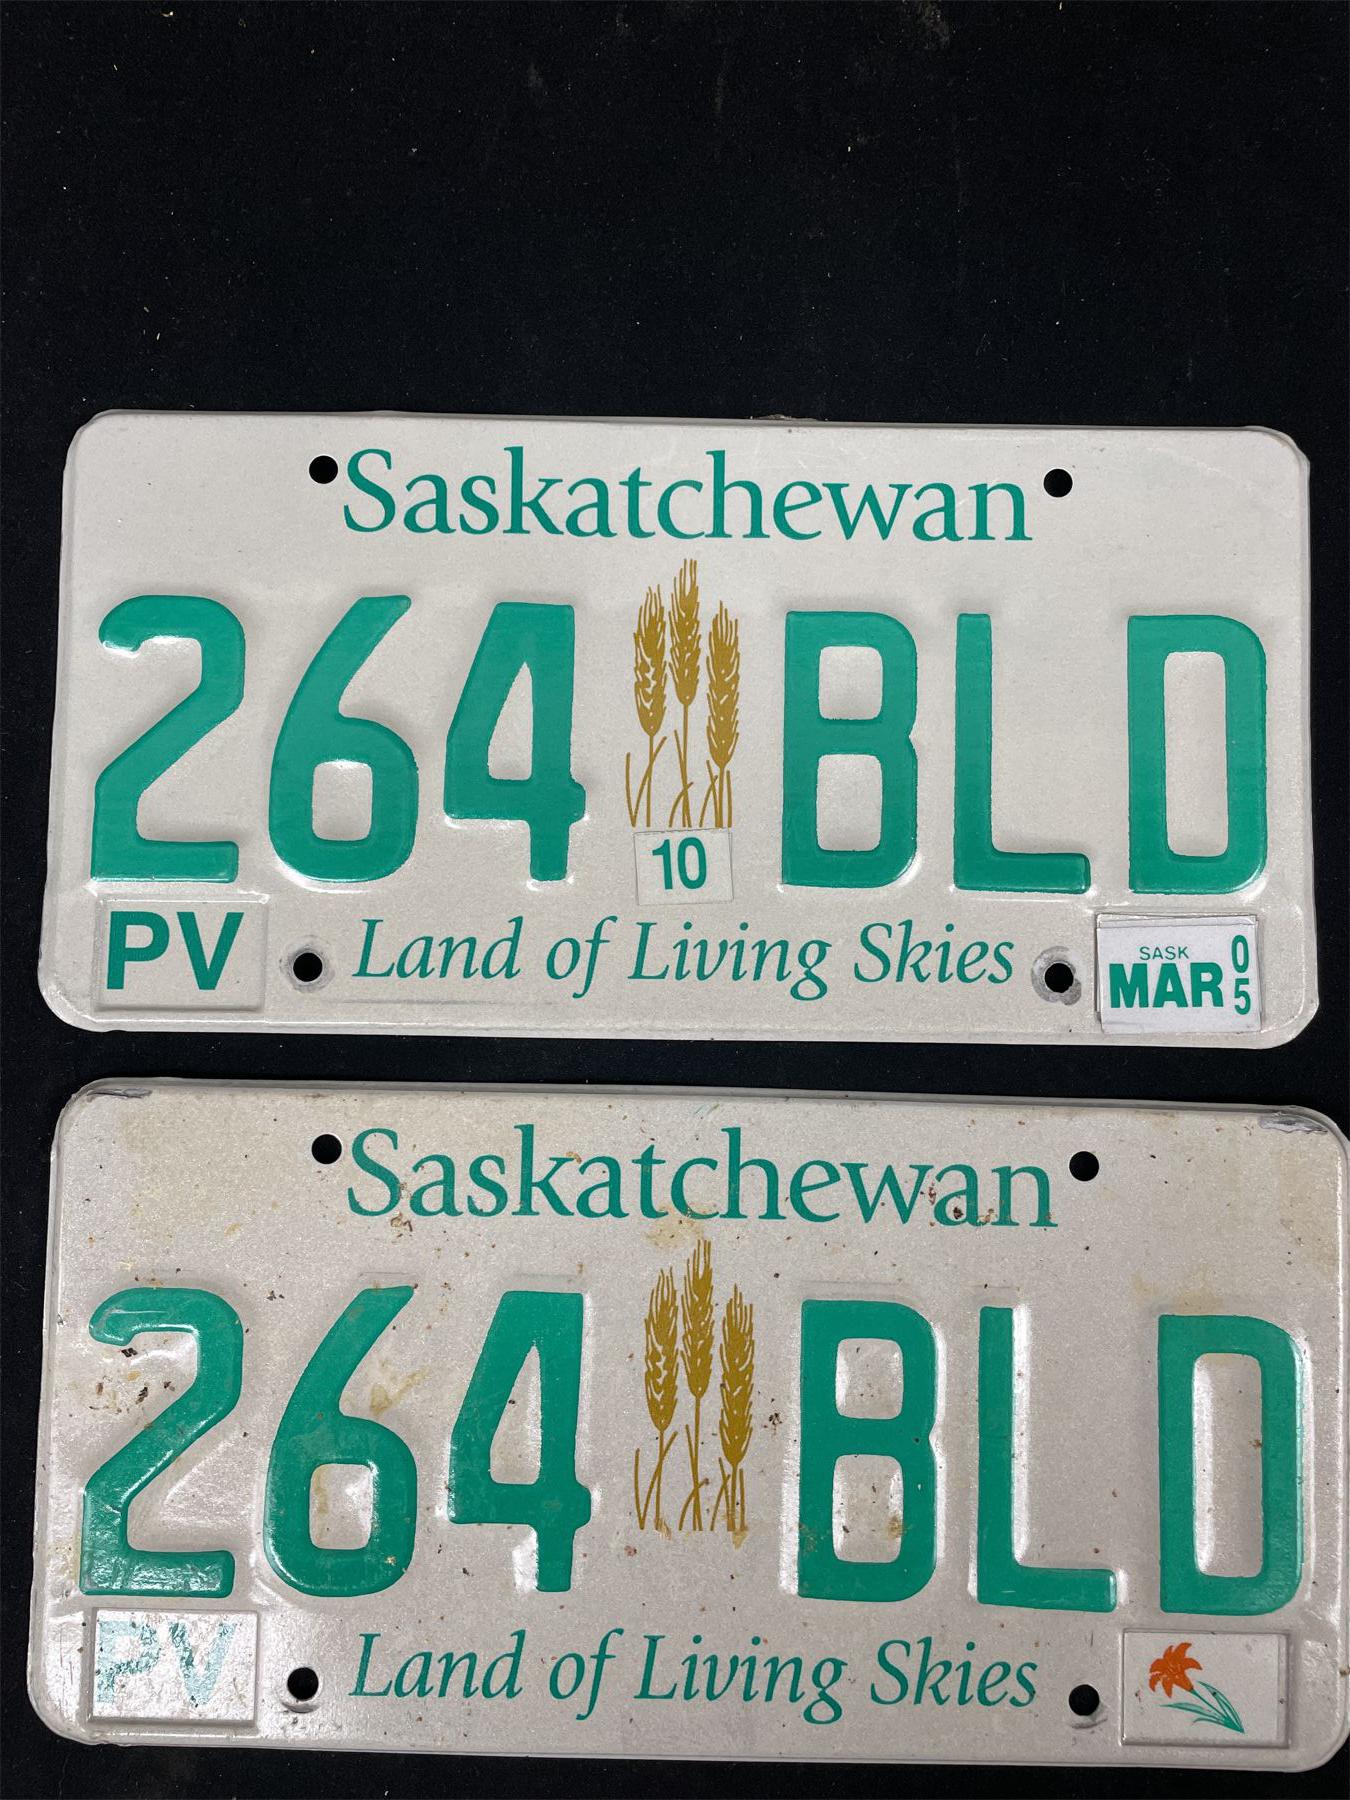 Saskatchewan
264 BLD
10
PV Land of Living Skies SASK MAR 05
Saskatchewan
264 BLD
PV Land of Living Skies